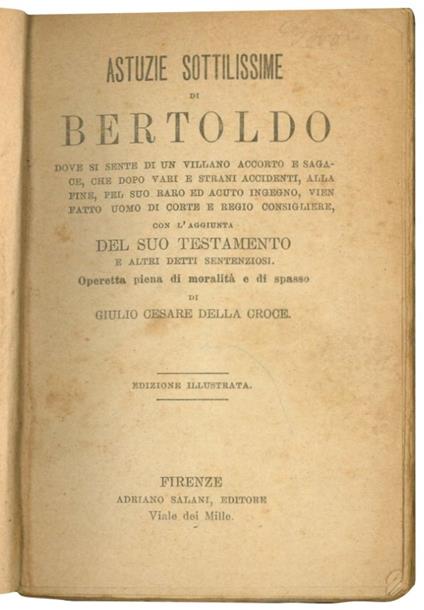 ASTUZIE SOTTILISSIME
DI
BERTOLDO
DOVE SI SENTE DI UN VILLANO ACCORTO E SAGA-
CE, CHE DOPO VARI E STRANI ACCIDENTI, ALLA
FINE, PEL SUO RARO ED ACUTO INGEGNO, VIEN
FATTO UOMO DI CORTE E REGIO CONSIGLIERE,
CON L'AGGIUNTA
DEL SUO TESTAMENTO
E ALTRI DETTI SENTENZIOSI.
Operetta piena di moralità e di spasso
DI
GIULIO CESARE DELLA CROCE.
EDIZIONE ILLUSTRATA.
FIRENZE
ADRIANO SALANI, EDITORE
Viale dei Mille.